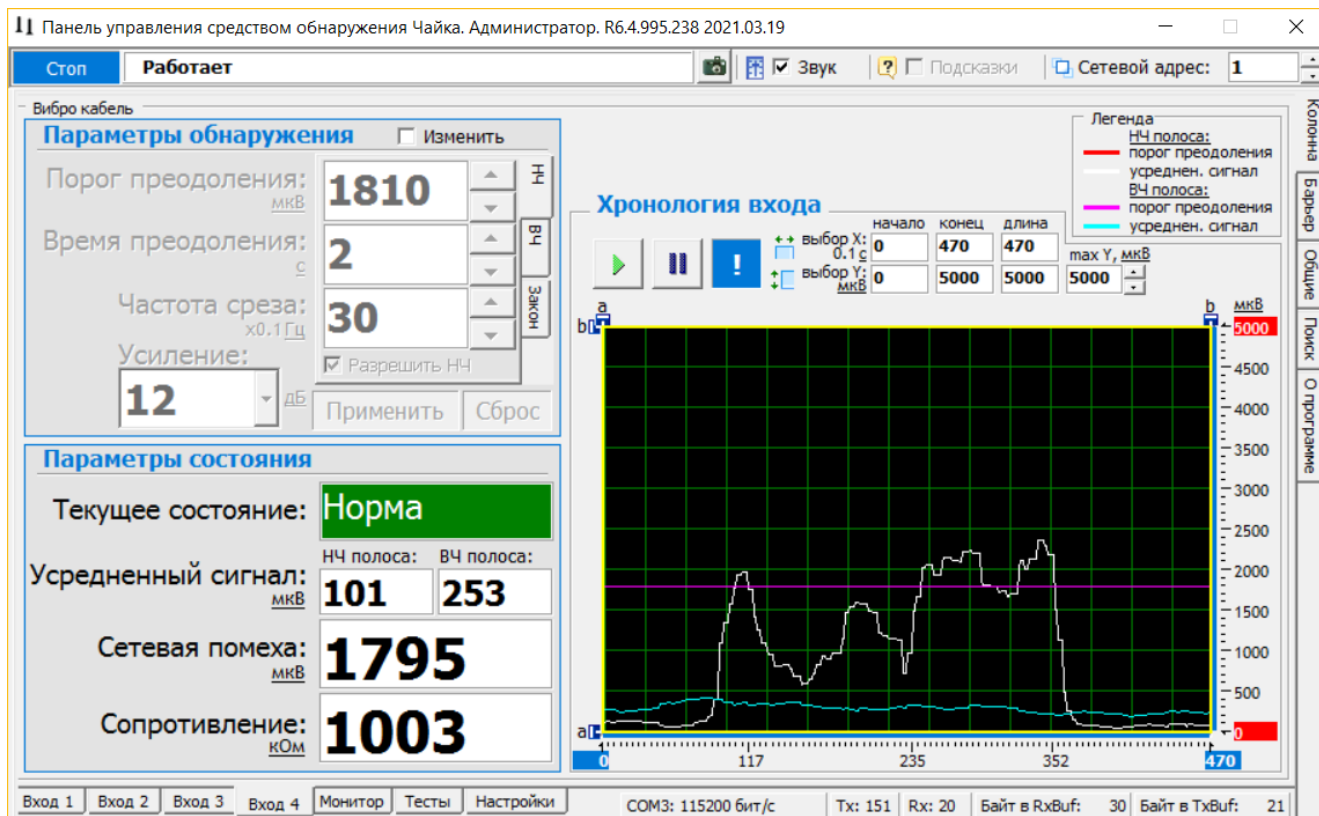 Панель управления средством обнаружения Чайка. Администратор. R6.4.995.238 2021.03.19
Стоп Работает Звук Подсказки Сетевой адрес: 1
Вибро кабель
Параметры обнаружения Изменить
Порог преодоления: 1810
мкВ
Время преодоления: 2
с
Частота среза: 30
х0.1 Гц
Разрешить НЧ
Усиление:
12 дБ
Применить Сброс
НЧ
ВЧ
Закон
Параметры состояния
Текущее состояние: Норма
НЧ полоса: ВЧ полоса:
Усредненный сигнал: 101 253
мкВ
Сетевая помеха: 1795
мкВ
Сопротивление: 1003
кОм
Легенда
НЧ полоса:
порог преодоления
усреднен. сигнал
ВЧ полоса:
порог преодоления
усреднен. сигнал
Хронология входа
начало конец длина
выбор X: 0 470 470
0.1 с
max Y, мкВ
выбор Y: 0 5000 5000 5000
мкВ
a b мкВ
b 5000
4500
4000
3500
3000
2500
2000
1500
1000
500
a 0
0 117 235 352 470
Колонна
Барьер
Общие
Поиск
О программе
Вход 1 Вход 2 Вход 3 Вход 4 Монитор Тесты Настройки
COM3: 115200 бит/с Tx: 151 Rx: 20 Байт в RxBuf: 30 Байт в TxBuf: 21